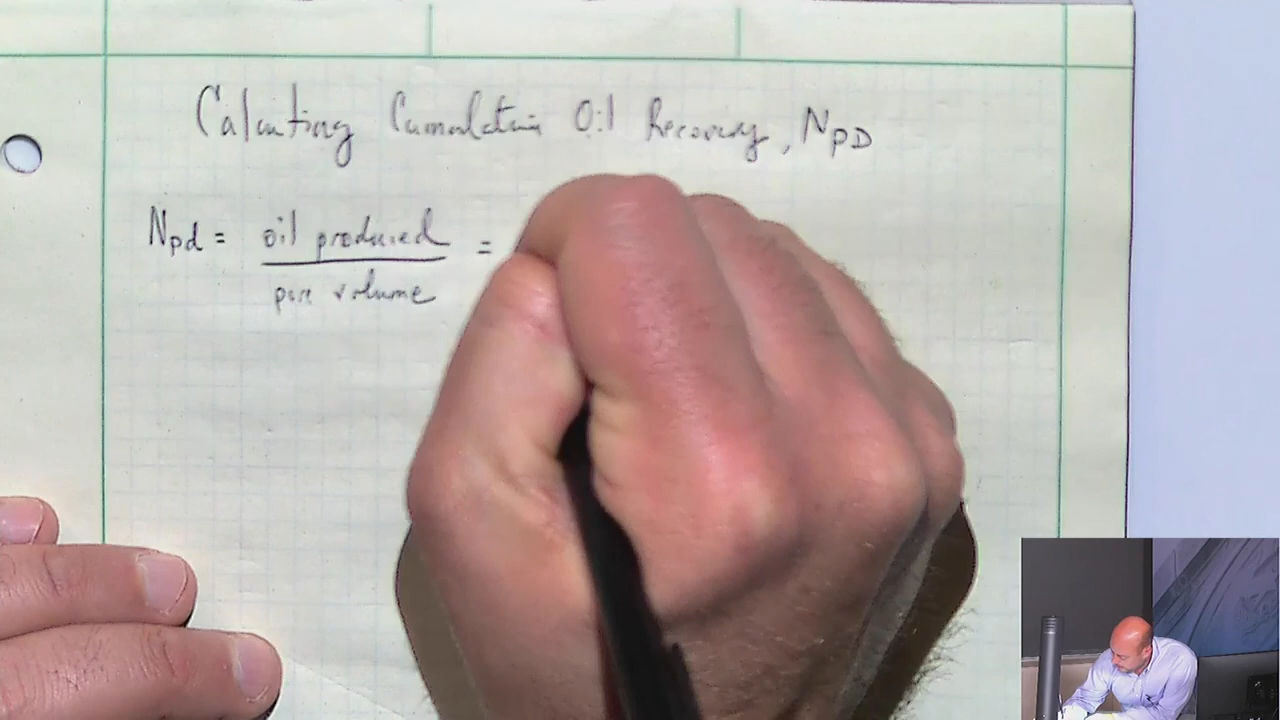 Calculating Cumulative Oil Recovery, NpD
Npd = oil produced =
pore volume